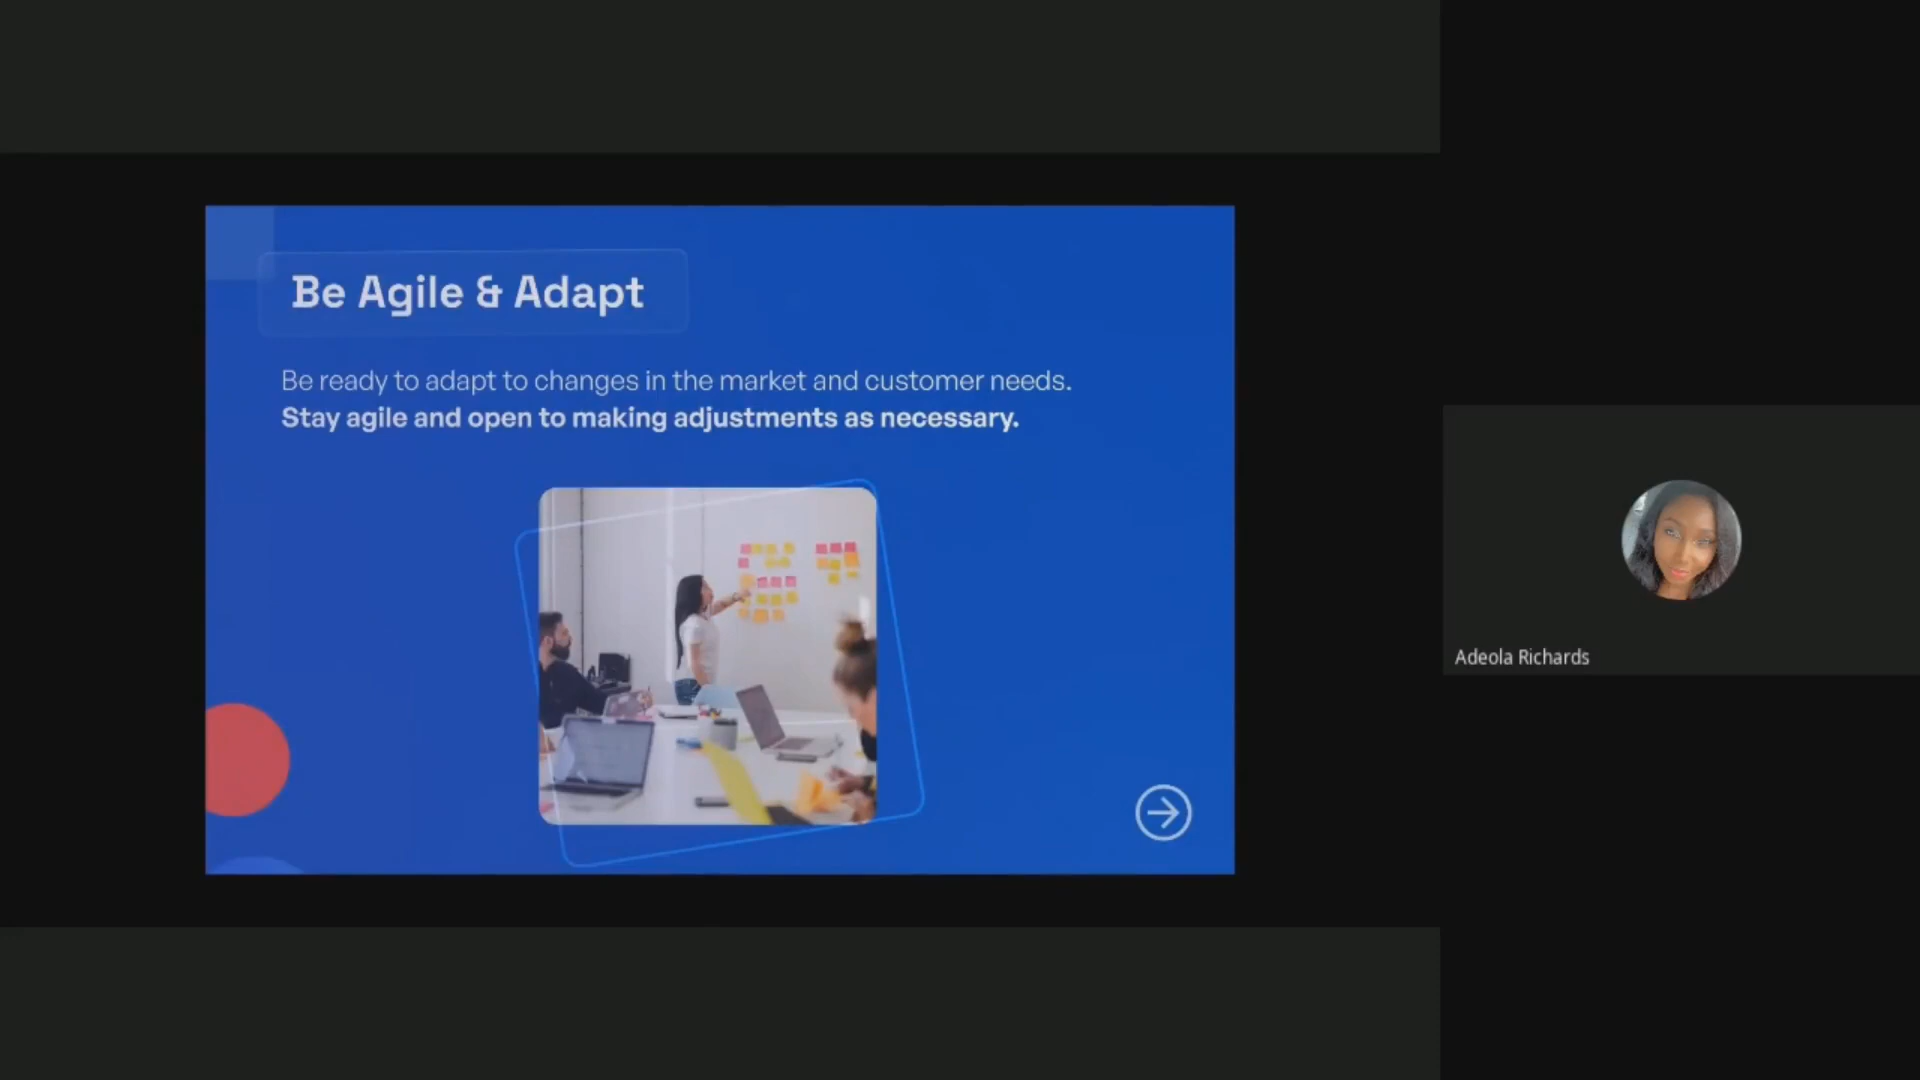 Be Agile & Adapt
Be ready to adapt to changes in the market and customer needs.
Stay agile and open to making adjustments as necessary.
Adeola Richards